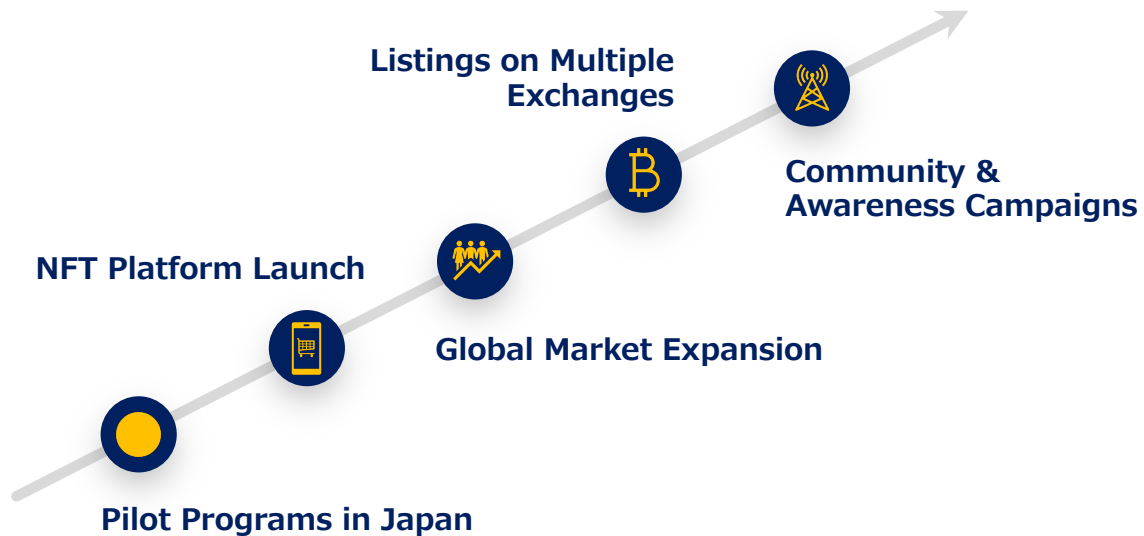 Listings on Multiple
Exchanges
Community &
Awareness Campaigns
NFT Platform Launch
Global Market Expansion
Pilot Programs in Japan